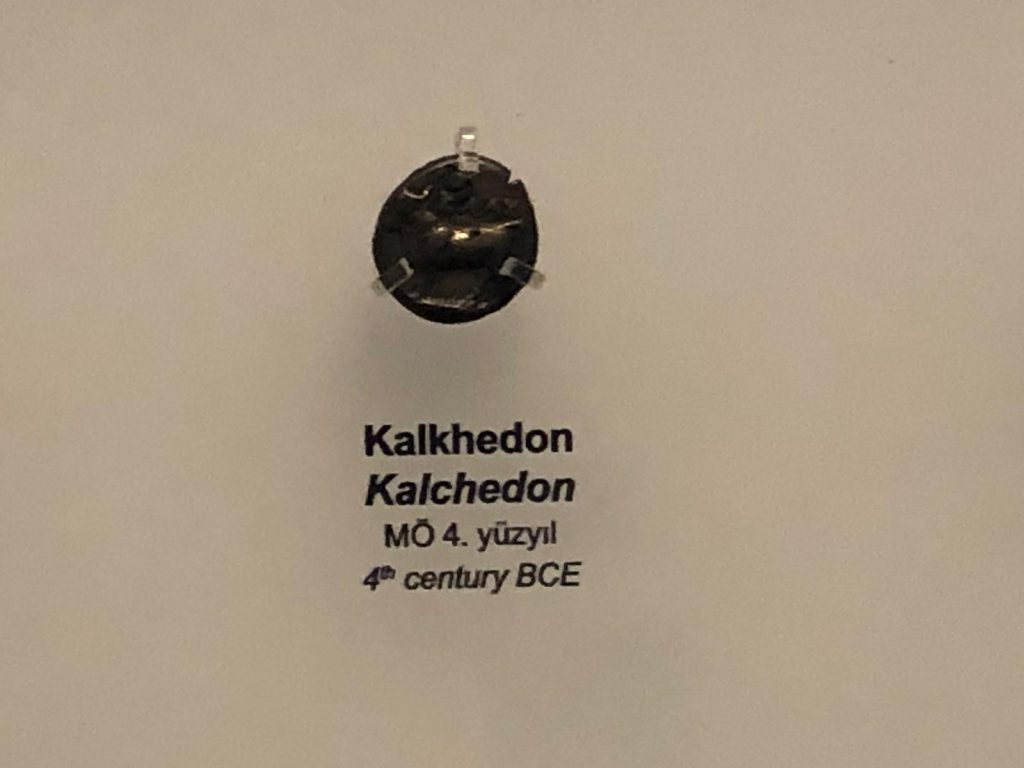 Kalkhedon
Kalchedon
MÖ 4. yüzyıl
4th century BCE